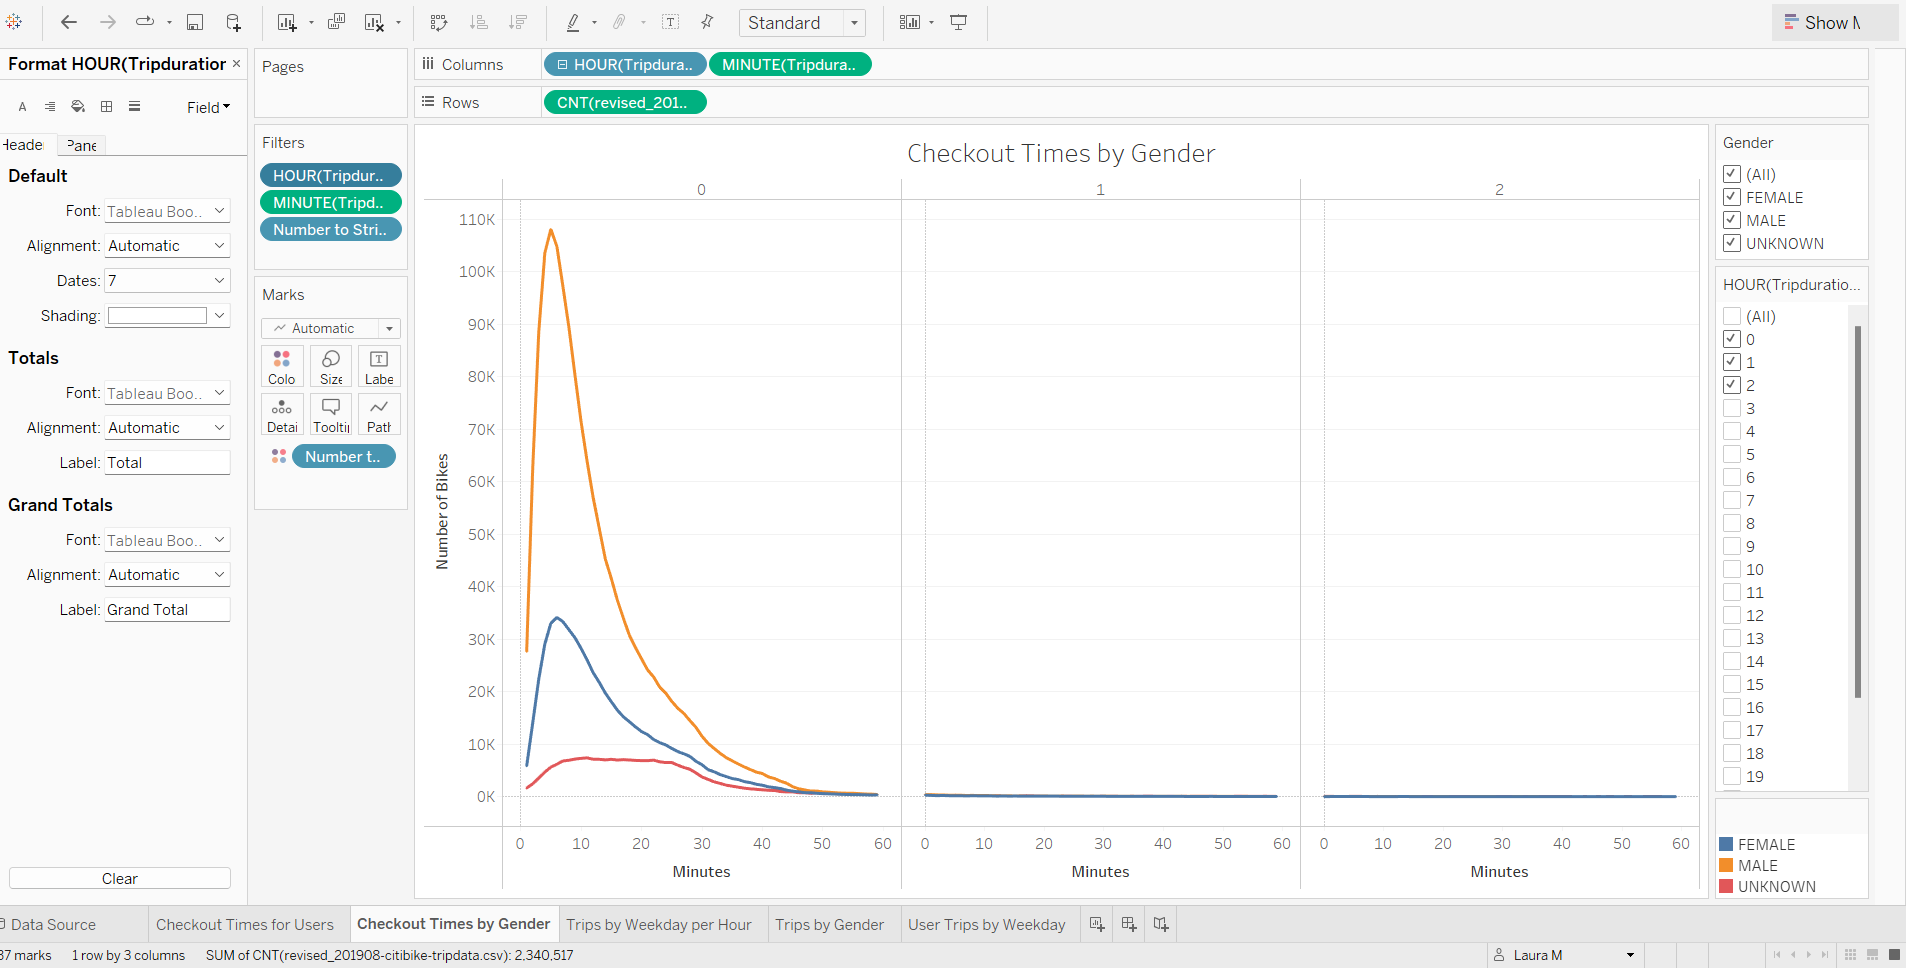 Standard
Show M
Format HOUR(Tripduration
Field
Header
Pane
Default
Font: Tableau Boo..
Alignment: Automatic
Dates: 7
Shading:
Totals
Font: Tableau Boo..
Alignment: Automatic
Label: Total
Grand Totals
Font: Tableau Boo..
Alignment: Automatic
Label: Grand Total
Clear
Pages
Filters
HOUR(Tripdur..
MINUTE(Tripd..
Number to Stri..
Marks
Automatic
Colo
Size
Labe
Detai
Toolti
Path
Number t..
Columns
HOUR(Tripdura..
MINUTE(Tripdura..
Rows
CNT(revised_201..
Checkout Times by Gender
0 1 2
110K
100K
90K
80K
70K
60K
50K
40K
30K
20K
10K
0K
Number of Bikes
0 10 20 30 40 50 60
0 10 20 30 40 50 60
0 10 20 30 40 50 60
Minutes
Minutes
Minutes
Gender
(All)
FEMALE
MALE
UNKNOWN
HOUR(Tripduratio...
(All)
0
1
2
3
4
5
6
7
8
9
10
11
12
13
14
15
16
17
18
19
FEMALE
MALE
UNKNOWN
Data Source
Checkout Times for Users
Checkout Times by Gender
Trips by Weekday per Hour
Trips by Gender
User Trips by Weekday
37 marks
1 row by 3 columns
SUM of CNT(revised_201908-citibike-tripdata.csv): 2,340,517
Laura M